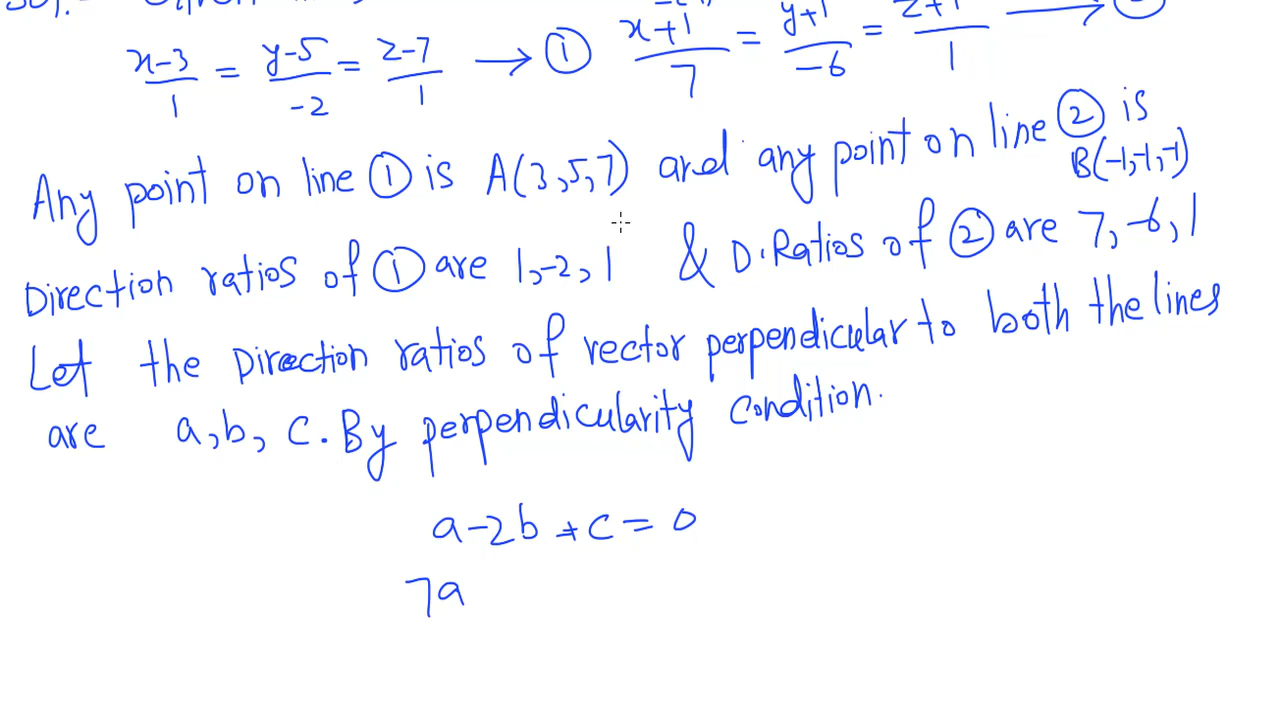 x-3/1 = y-5/-2 = z-7/1 → ① x+1/7 = y+1/-6 = z+1/1 →
Any point on line ① is A(3,5,7) and any point on line ② is B(-1,-1,-1)
Direction ratios of ① are 1,-2,1 & D.Ratios of ② are 7,-6,1
Let the Direction ratios of vector perpendicular to both the lines
are a,b,c. By perpendicularity condition.
a-2b+c=0
7a